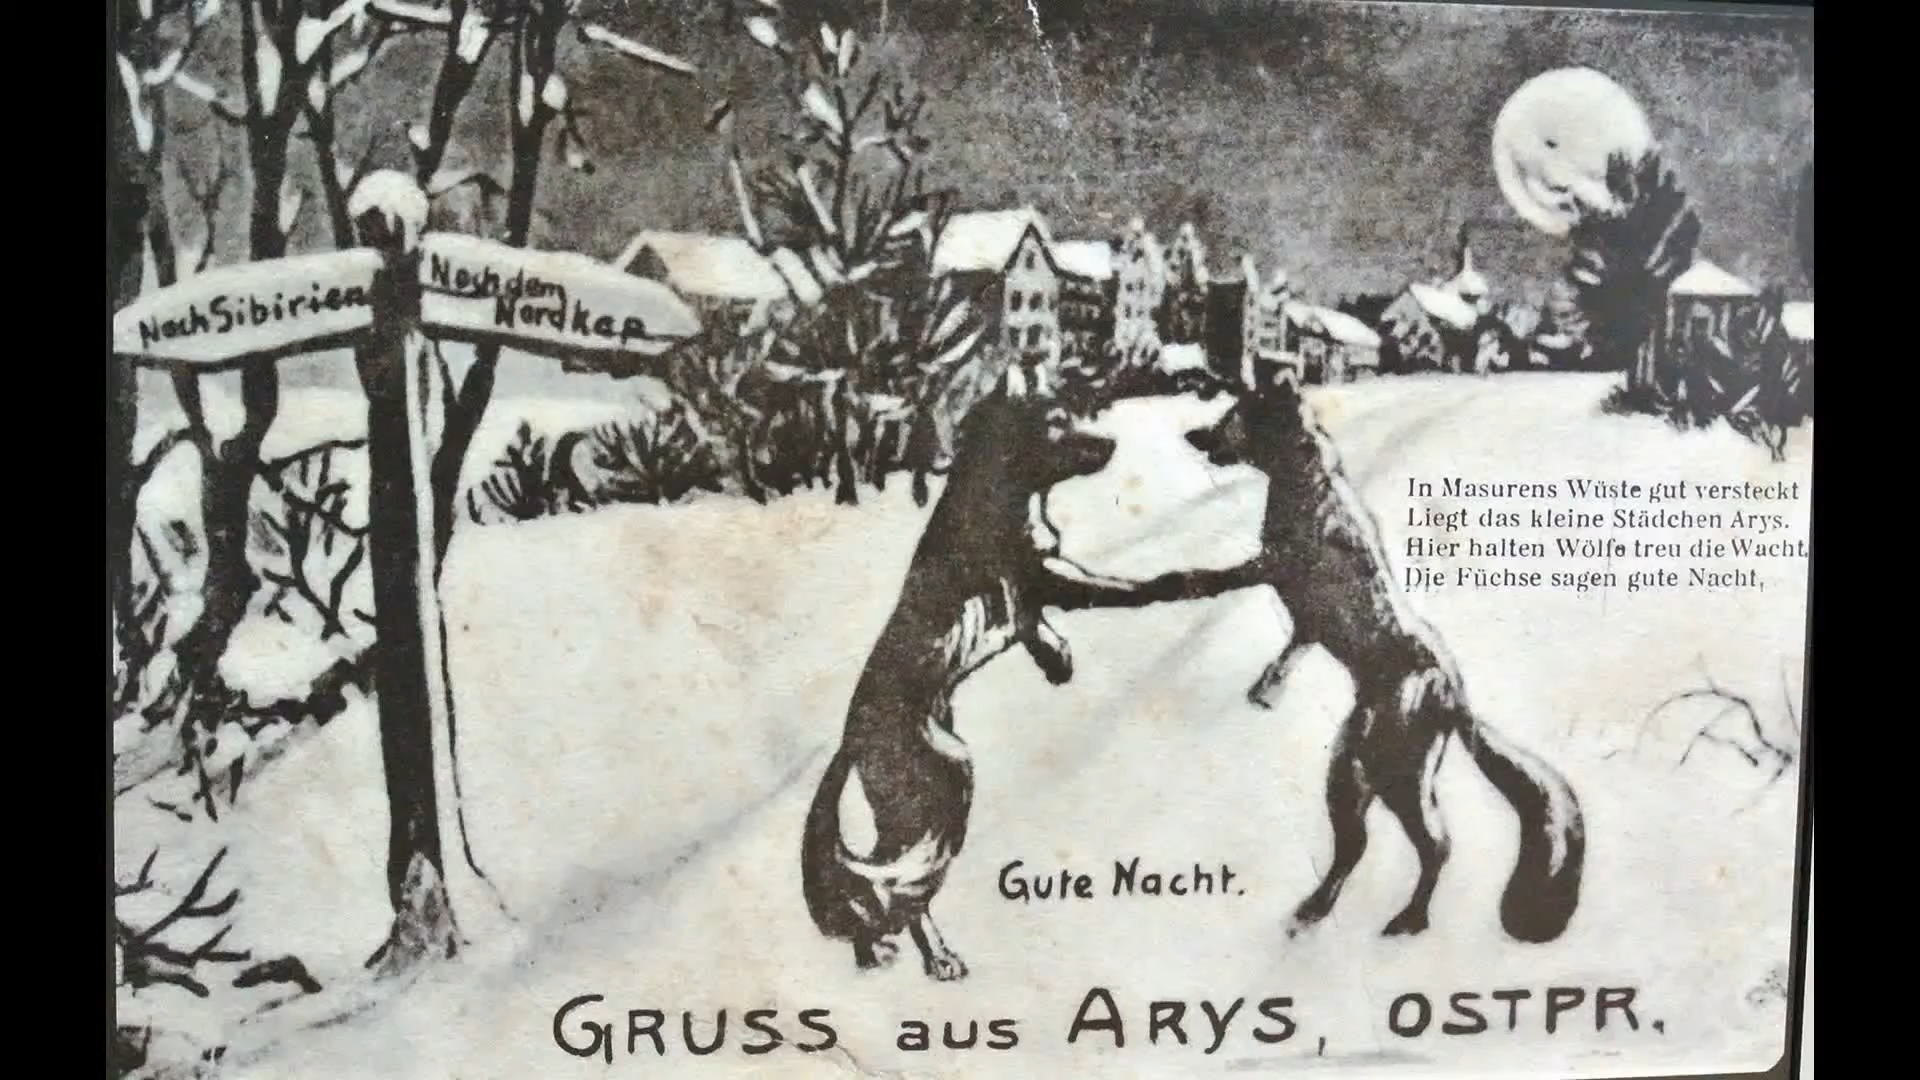 Nach Sibirien
Nach dem
Nordkap
In Masurens Wüste gut versteckt
Liegt das kleine Städchen Arys.
Hier halten Wölfe treu die Wacht,
Die Füchse sagen gute Nacht,
Gute Nacht.
GRUSS aus ARYS, OSTPR.